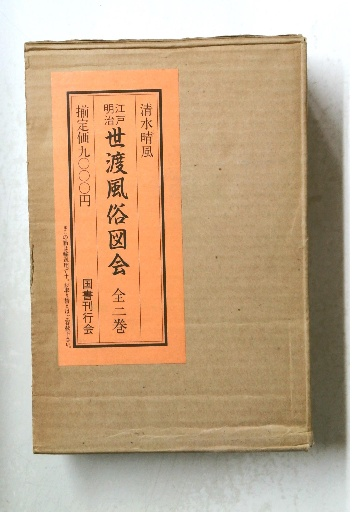 清水晴風
江戸
明治
世渡風俗図会
全二巻
揃定価九〇〇〇円
国書刊行会